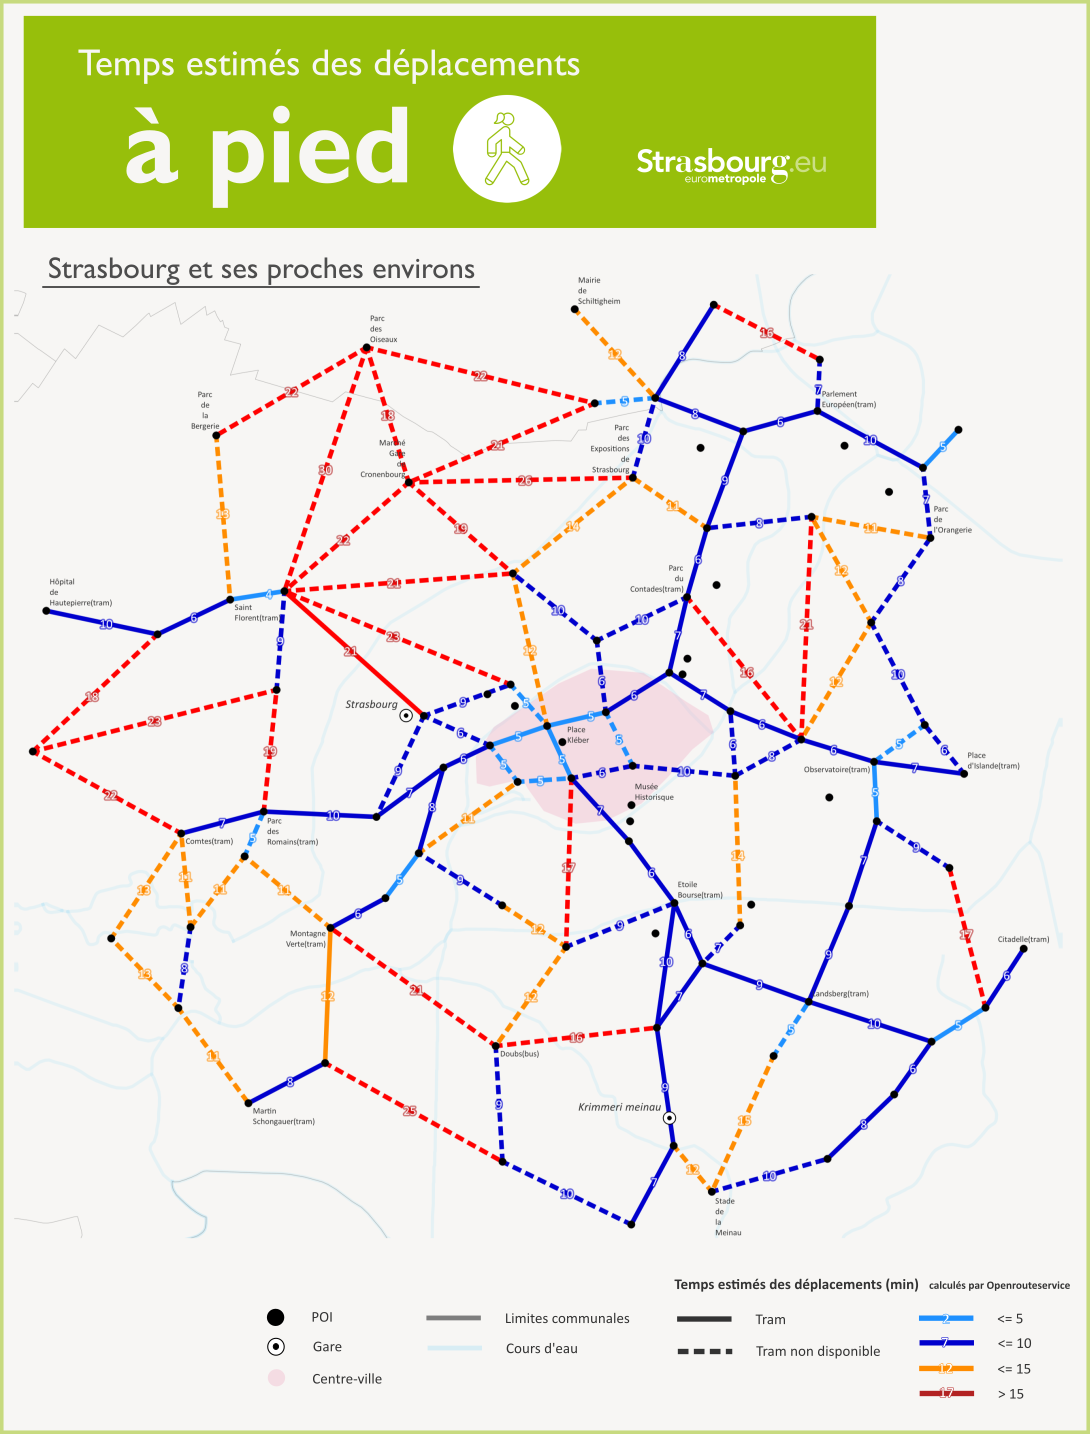 Temps estimés des déplacements
à pied
Strasbourg.eu
eurometropole
Strasbourg et ses proches environs
Mairie
de
Schiltigheim
Parc
des
Oiseaux
16
12
8
22
7
Parlement
Européen(tram)
22
Parc
de
la
Bergerie
5
18
8
6
Parc
des
Expositions
de
Strasbourg
10
10
5
Marché
Gare
de
Cronenbourg
21
30
26
9
7
11
Parc
de
l'Orangerie
13
22
19
14
8
11
6
12
8
Hôpital
de
Hautepierre(tram)
Parc
du
Contades(tram)
21
4
Saint
Florent(tram)
10
6
10
10
23
9
21
7
21
12
16
10
18
6
12
Strasbourg
9
5
6
7
23
5
6
Place
Kléber
6
5
5
6
8
6
5
6
Place
d'Islande(tram)
19
6
5
5
9
5
6
10
Observatoire(tram)
7
22
7
8
Musée
Historique
5
7
10
11
7
Comtes(tram)
Parc
des
Romains(tram)
5
9
14
7
17
6
13
11
11
11
5
9
Etoile
Bourse(tram)
6
Montagne
Verte(tram)
12
9
6
7
17
Citadelle(tram)
13
8
10
9
6
12
21
12
7
9
Landsberg(tram)
10
5
5
11
16
Doubs(bus)
6
8
9
9
Krimmeri meinau
25
15
8
Martin
Schongauer(tram)
12
10
7
10
Stade
de
la
Meinau
Temps estimés des déplacements (min) calculés par Openrouteservice
POI
Limites communales
Tram
2
<= 5
Gare
Cours d'eau
Tram non disponible
7
<= 10
Centre-ville
12
<= 15
17
> 15